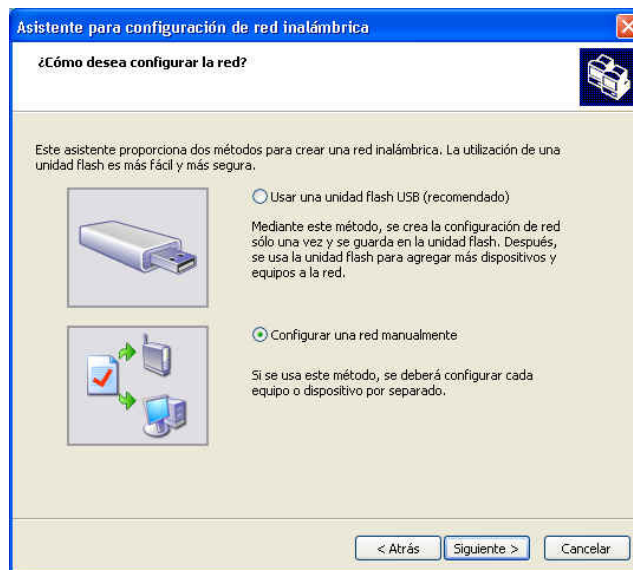 Asistente para configuración de red inalámbrica
¿Cómo desea configurar la red?
Este asistente proporciona dos métodos para crear una red inalámbrica. La utilización de una
unidad flash es más fácil y más segura.
Usar una unidad flash USB (recomendado)
Mediante este método, se crea la configuración de red
sólo una vez y se guarda en la unidad flash. Después,
se usa la unidad flash para agregar más dispositivos y
equipos a la red.
Configurar una red manualmente
Si se usa este método, se deberá configurar cada
equipo o dispositivo por separado.
< Atrás
Siguiente >
Cancelar